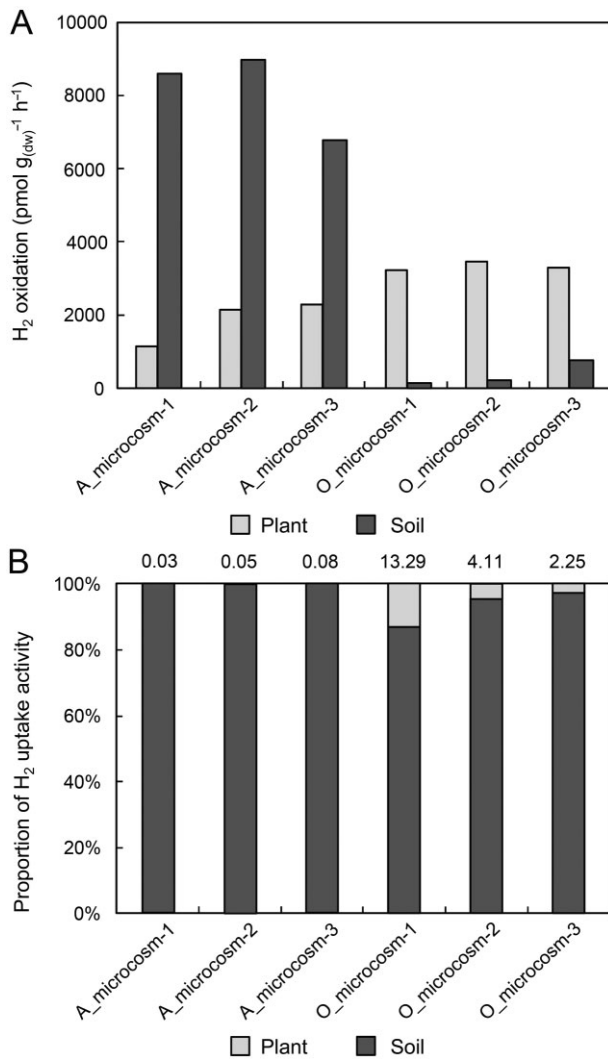 A
H₂ oxidation (pmol g(dw)⁻¹ h⁻¹)
10000
8000
6000
4000
2000
0
A_microcosm-1
A_microcosm-2
A_microcosm-3
O_microcosm-1
O_microcosm-2
O_microcosm-3
Plant Soil
B
0.03 0.05 0.08 13.29 4.11 2.25
Proportion of H₂ uptake activity
100%
80%
60%
40%
20%
0%
A_microcosm-1
A_microcosm-2
A_microcosm-3
O_microcosm-1
O_microcosm-2
O_microcosm-3
Plant Soil